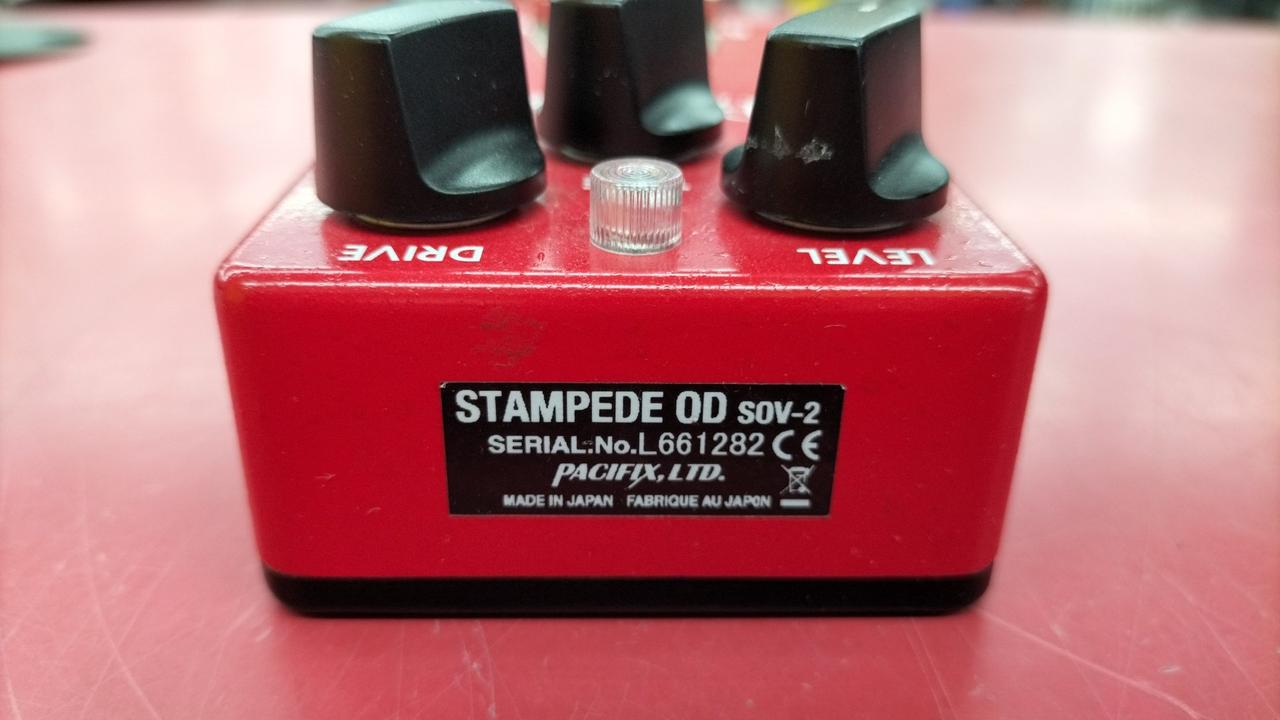 DRIVE
LEVEL
STAMPEDE OD SOV-2
SERIAL.No.L661282 CE
PACIFIX, LTD.
MADE IN JAPAN FABRIQUE AU JAPON